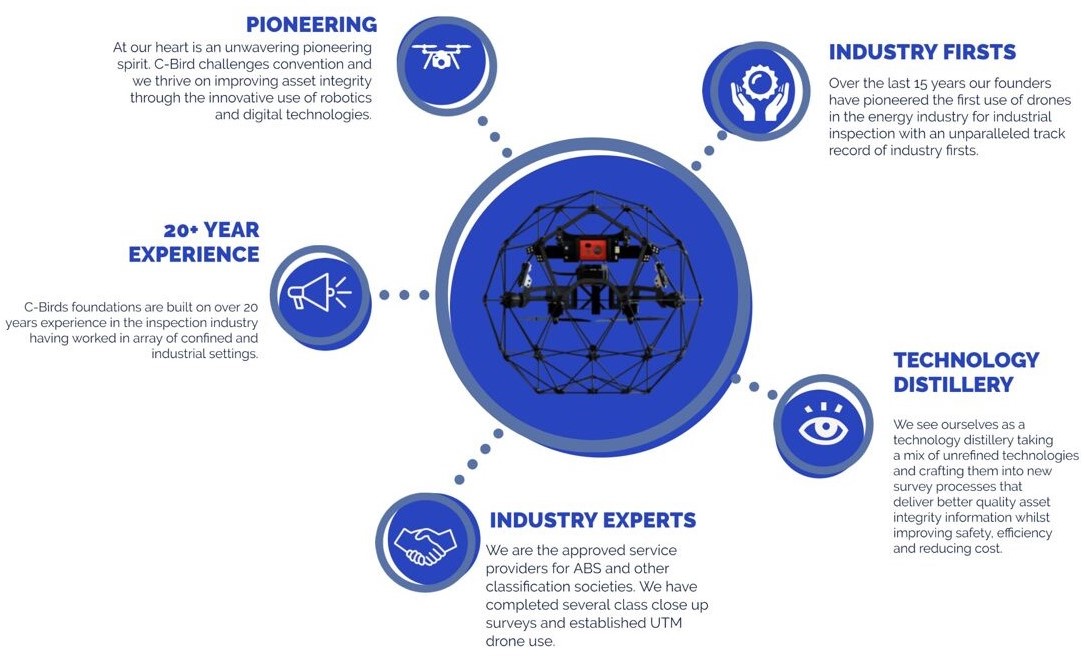 PIONEERING
At our heart is an unwavering pioneering
spirit. C-Bird challenges convention and
we thrive on improving asset integrity
through the innovative use of robotics
and digital technologies.
INDUSTRY FIRSTS
Over the last 15 years our founders
have pioneered the first use of drones
in the energy industry for industrial
inspection with an unparalleled track
record of industry firsts.
20+ YEAR
EXPERIENCE
C-Birds foundations are built on over 20
years experience in the inspection industry
having worked in array of confined and
industrial settings.
TECHNOLOGY
DISTILLERY
We see ourselves as a
technology distillery taking
a mix of unrefined technologies
and crafting them into new
survey processes that
deliver better quality asset
integrity information whilst
improving safety, efficiency
and reducing cost.
INDUSTRY EXPERTS
We are the approved service
providers for ABS and other
classification societies. We have
completed several class close up
surveys and established UTM
drone use.